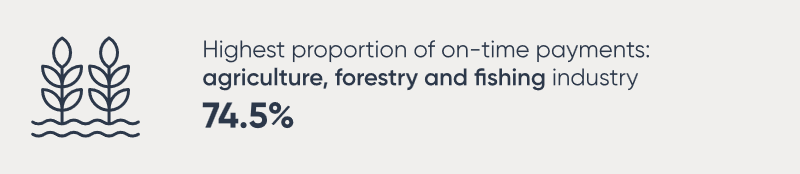 Highest proportion of on-time payments:
agriculture, forestry and fishing industry
74.5%